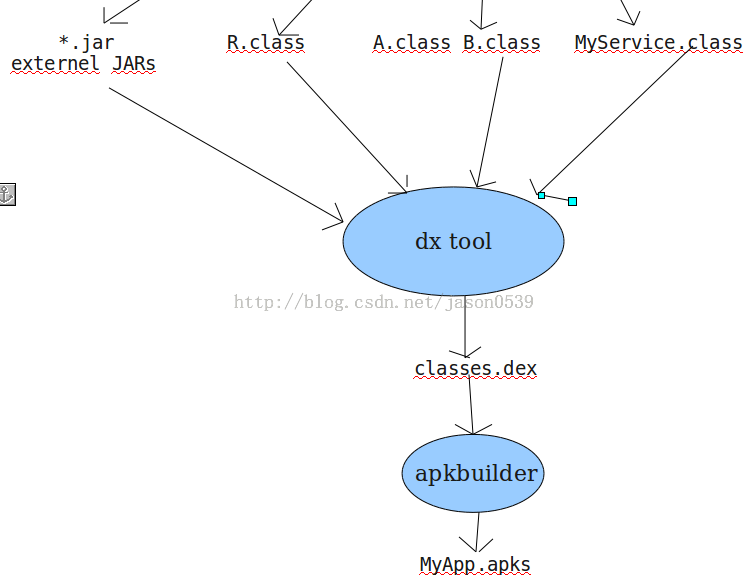 *.jar
externel JARs
R.class
A.class B.class
MyService.class
dx tool
http://blog.csdn.net/jason0539
classes.dex
apkbuilder
MyApp.apks